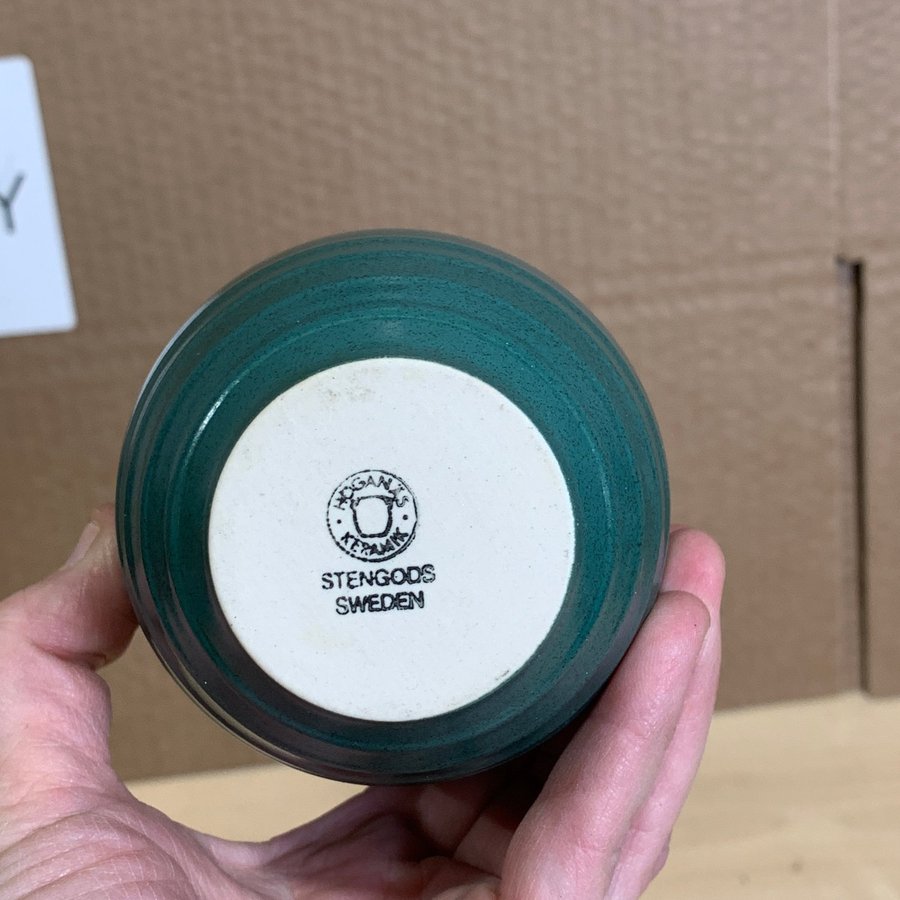 Y
HÖGANÄS
KERAMIK
STENGODS
SWEDEN